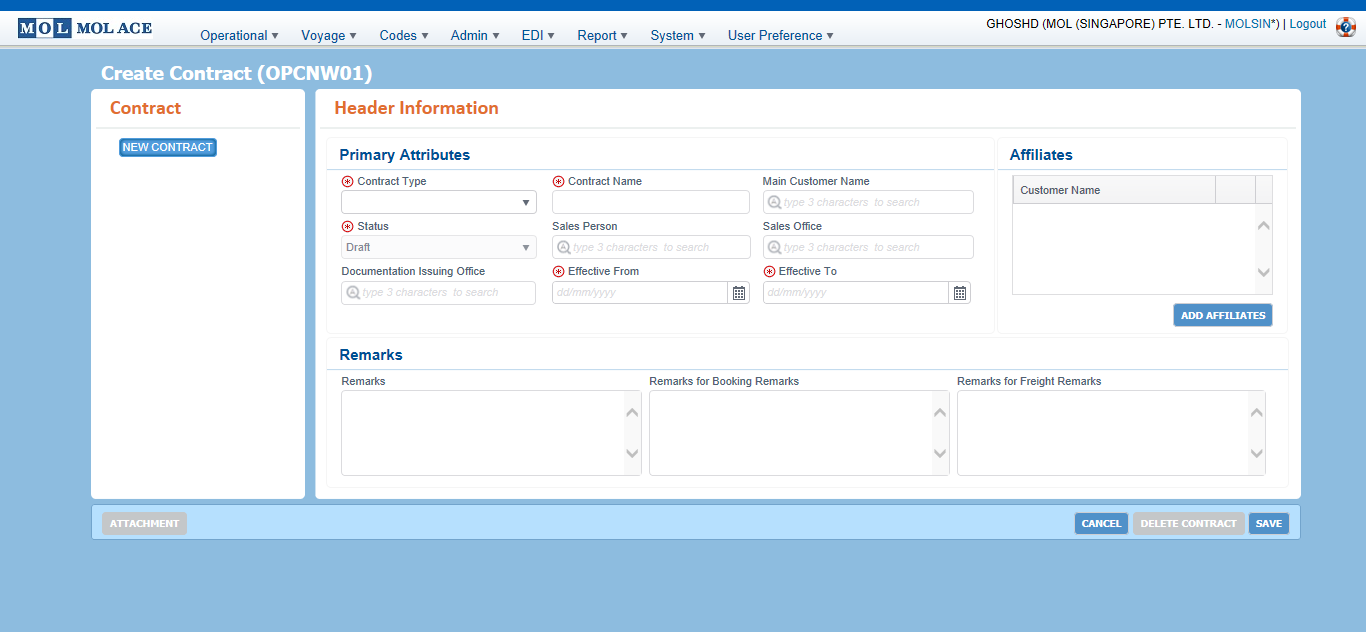 GHOSHD (MOL (SINGAPORE) PTE. LTD. - MOLSIN*) | Logout
MOL MOL ACE
Operational Voyage Codes Admin EDI Report System User Preference
Create Contract (OPCNW01)
Contract
NEW CONTRACT
Header Information
Primary Attributes
Contract Type Contract Name Main Customer Name
type 3 characters to search
Status Sales Person Sales Office
Draft type 3 characters to search type 3 characters to search
Documentation Issuing Office Effective From Effective To
type 3 characters to search dd/mm/yyyy dd/mm/yyyy
Affiliates
Customer Name
ADD AFFILIATES
Remarks
Remarks Remarks for Booking Remarks Remarks for Freight Remarks
ATTACHMENT CANCEL DELETE CONTRACT SAVE